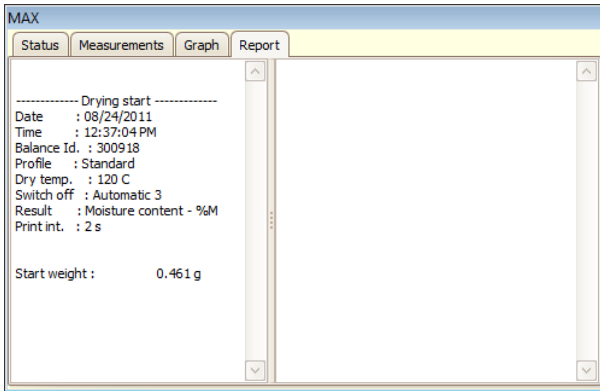 MAX
Status Measurements Graph Report
------------- Drying start -------------
Date : 08/24/2011
Time : 12:37:04 PM
Balance Id. : 300918
Profile : Standard
Dry temp. : 120 C
Switch off : Automatic 3
Result : Moisture content - %M
Print int. : 2 s
Start weight : 0.461 g